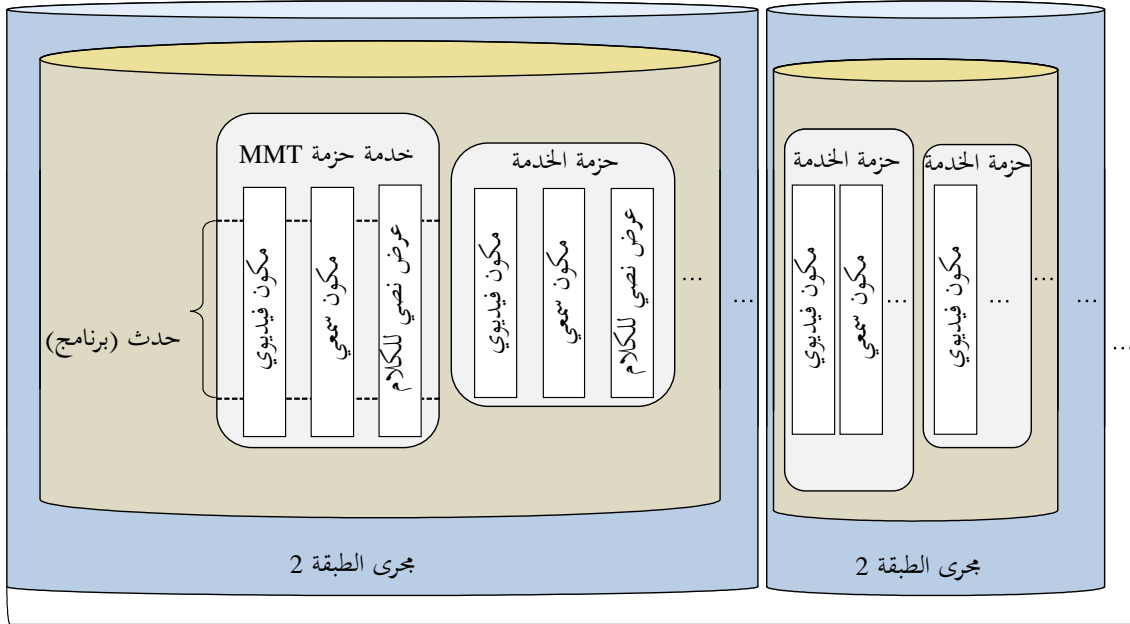 خدمة حزمة MMT
مكون فيديوي
مكون سمعي
عرض نصي للكلام
حدث (برنامج)
حزمة الخدمة
مكون فيديوي
مكون سمعي
عرض نصي للكلام
...
...
مجرى الطبقة 2
حزمة الخدمة
مكون فيديوي
مكون سمعي
...
حزمة الخدمة
مكون فيديوي
...
...
...
مجرى الطبقة 2
...